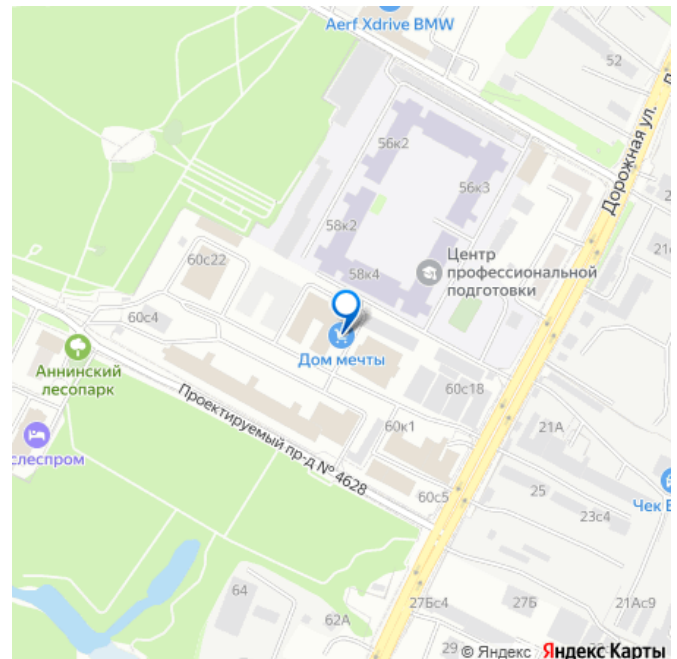 Aerf Xdrive BMW
52
Дорожная ул.
56к2
56к3
58к2
Центр
профессиональной
подготовки
60с22
58к4
60с4
Дом мечты
Аннинский
лесопарк
60с18
Проектируемый пр-д № 4628
60к1
21А
слеспром
60с5
25
Чек
23с4
64
62А
27Бс4
27Б
21Ас9
29
© Яндекс Яндекс Карты